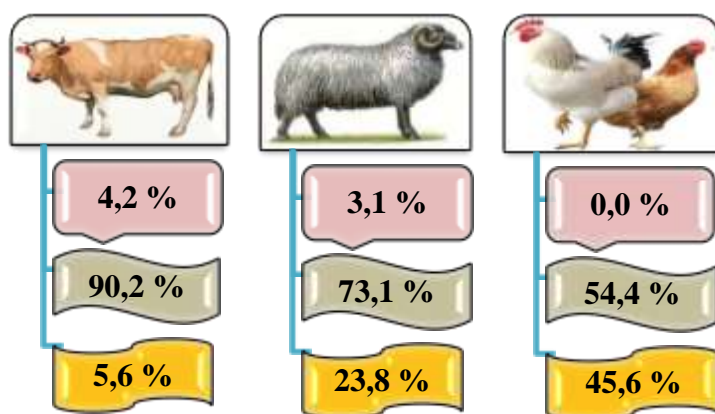 4,2 % 3,1 % 0,0 %
90,2 % 73,1 % 54,4 %
5,6 % 23,8 % 45,6 %